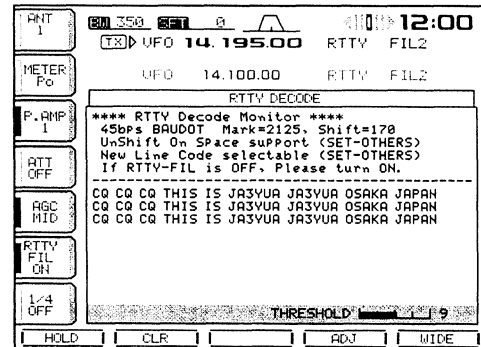 ANT
1
BW 350 SFT 0 12:00
TX VFO 14.195.00 RTTY FIL2
METER
Po
VFO 14.100.00 RTTY FIL2
RTTY DECODE
P.AMP
1
**** RTTY Decode Monitor ****
45bps BAUDOT Mark=2125, Shift=170
UnShift On SPace suPPort (SET-OTHERS)
New Line Code selectable (SET-OTHERS)
If RTTY-FIL is OFF, Please turn ON.
ATT
OFF
CQ CQ CQ THIS IS JA3YUA JA3YUA OSAKA JAPAN
CQ CQ CQ THIS IS JA3YUA JA3YUA OSAKA JAPAN
CQ CQ CQ THIS IS JA3YUA JA3YUA OSAKA JAPAN
AGC
MID
RTTY
FIL
ON
1/4
OFF
THRESHOLD 9
HOLD CLR ADJ WIDE